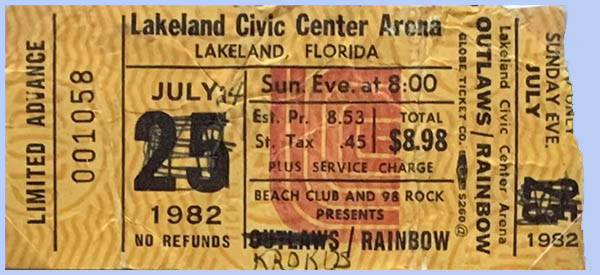 LIMITED ADVANCE
001058
Lakeland Civic Center Arena
LAKELAND, FLORIDA
JULY 24
25
1982
NO REFUNDS
Sun. Eve. at 8:00
Est. Pr. 8.53
St. Tax .45
TOTAL
$8.98
PLUS SERVICE CHARGE
BEACH CLUB AND 98 ROCK
PRESENTS
OUTLAWS / RAINBOW
KROKUS
Lakeland Civic Center Arena
OUTLAWS / RAINBOW
GLOBE TICKET CO.
SUNDAY EVE.
JULY
25
1982